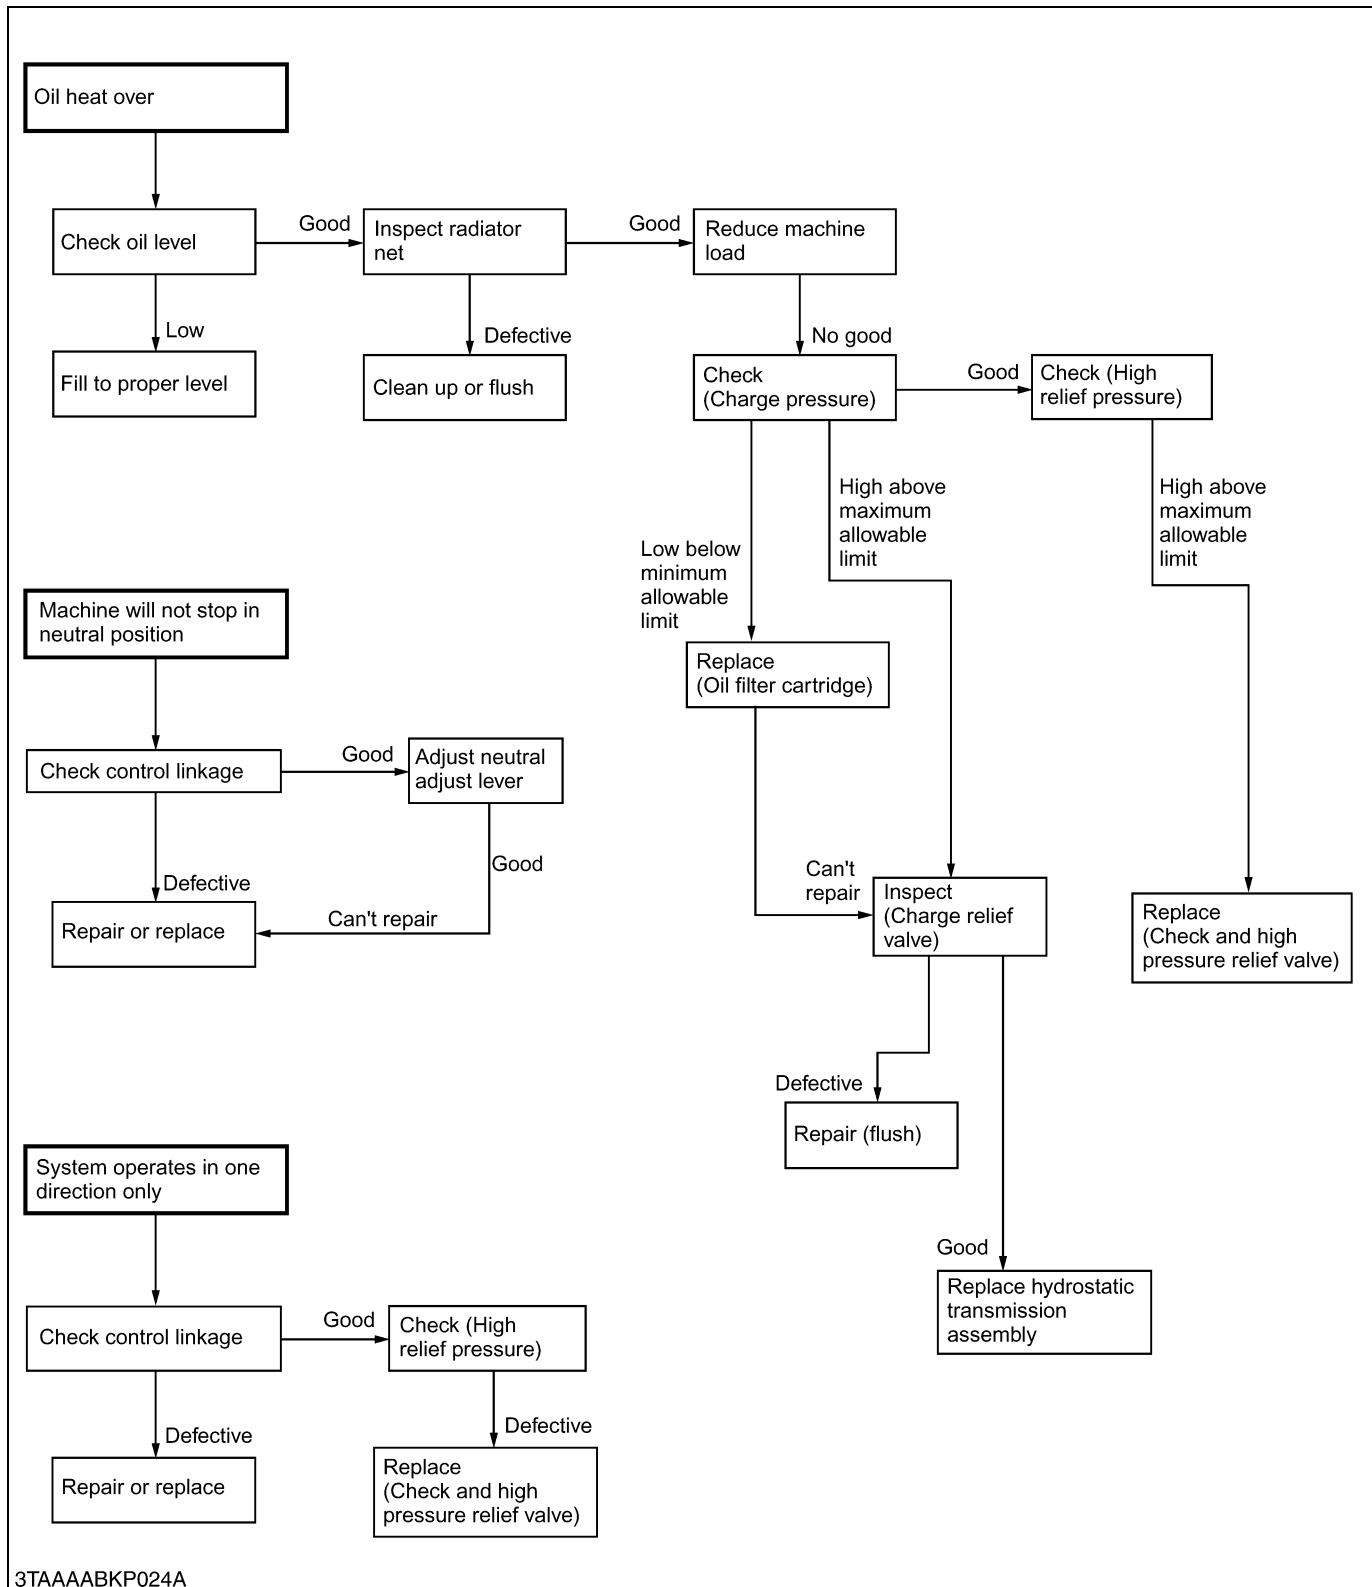 Oil heat over
Check oil level
Good
Inspect radiator
net
Good
Reduce machine
load
Low
Fill to proper level
Defective
Clean up or flush
No good
Check
(Charge pressure)
Good
Check (High
relief pressure)
Low below
minimum
allowable
limit
High above
maximum
allowable
limit
High above
maximum
allowable
limit
Replace
(Oil filter cartridge)
Can't
repair
Inspect
(Charge relief
valve)
Replace
(Check and high
pressure relief valve)
Defective
Repair (flush)
Good
Replace hydrostatic
transmission
assembly
Machine will not stop in
neutral position
Check control linkage
Good
Adjust neutral
adjust lever
Defective
Good
Repair or replace
Can't repair
System operates in one
direction only
Check control linkage
Good
Check (High
relief pressure)
Defective
Repair or replace
Defective
Replace
(Check and high
pressure relief valve)
3TAAAABKP024A